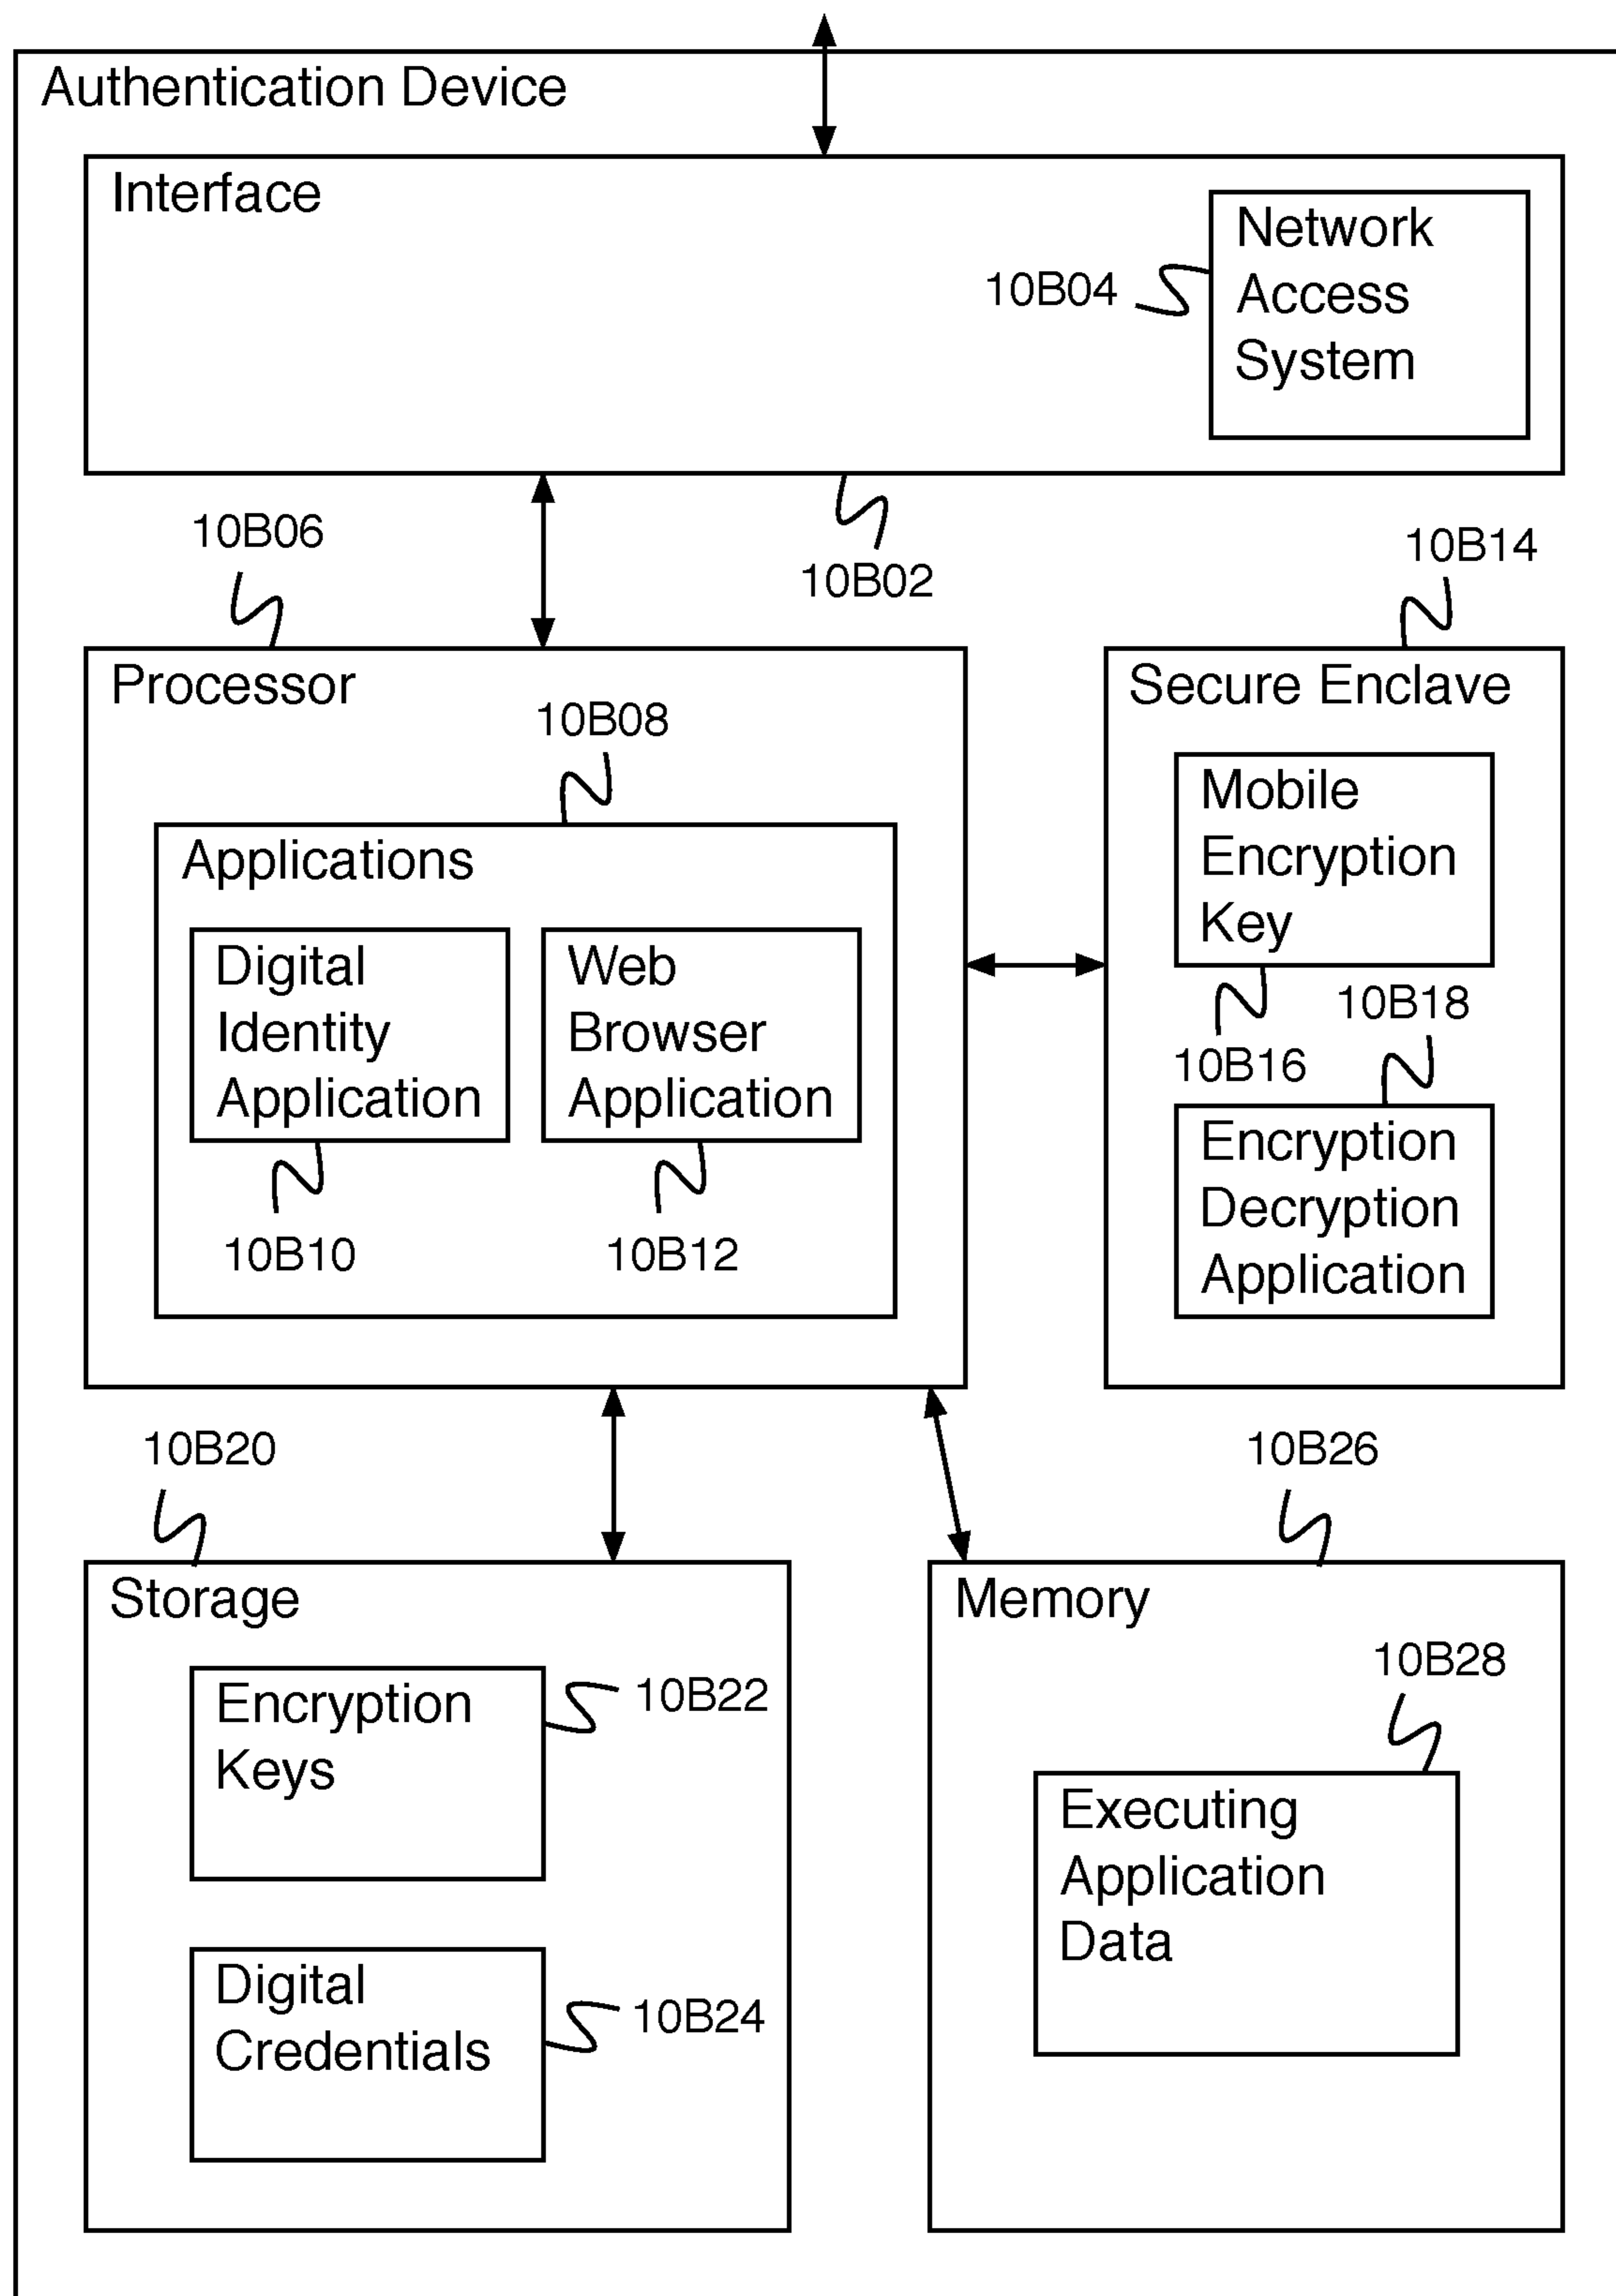 Authentication Device
Interface
Network
Access
System
10B04
10B06
10B02
10B14
Processor
10B08
Applications
Digital
Identity
Application
Web
Browser
Application
10B10
10B12
Secure Enclave
Mobile
Encryption
Key
10B16
10B18
Encryption
Decryption
Application
10B20
10B26
Storage
Encryption
Keys
10B22
Digital
Credentials
10B24
Memory
10B28
Executing
Application
Data